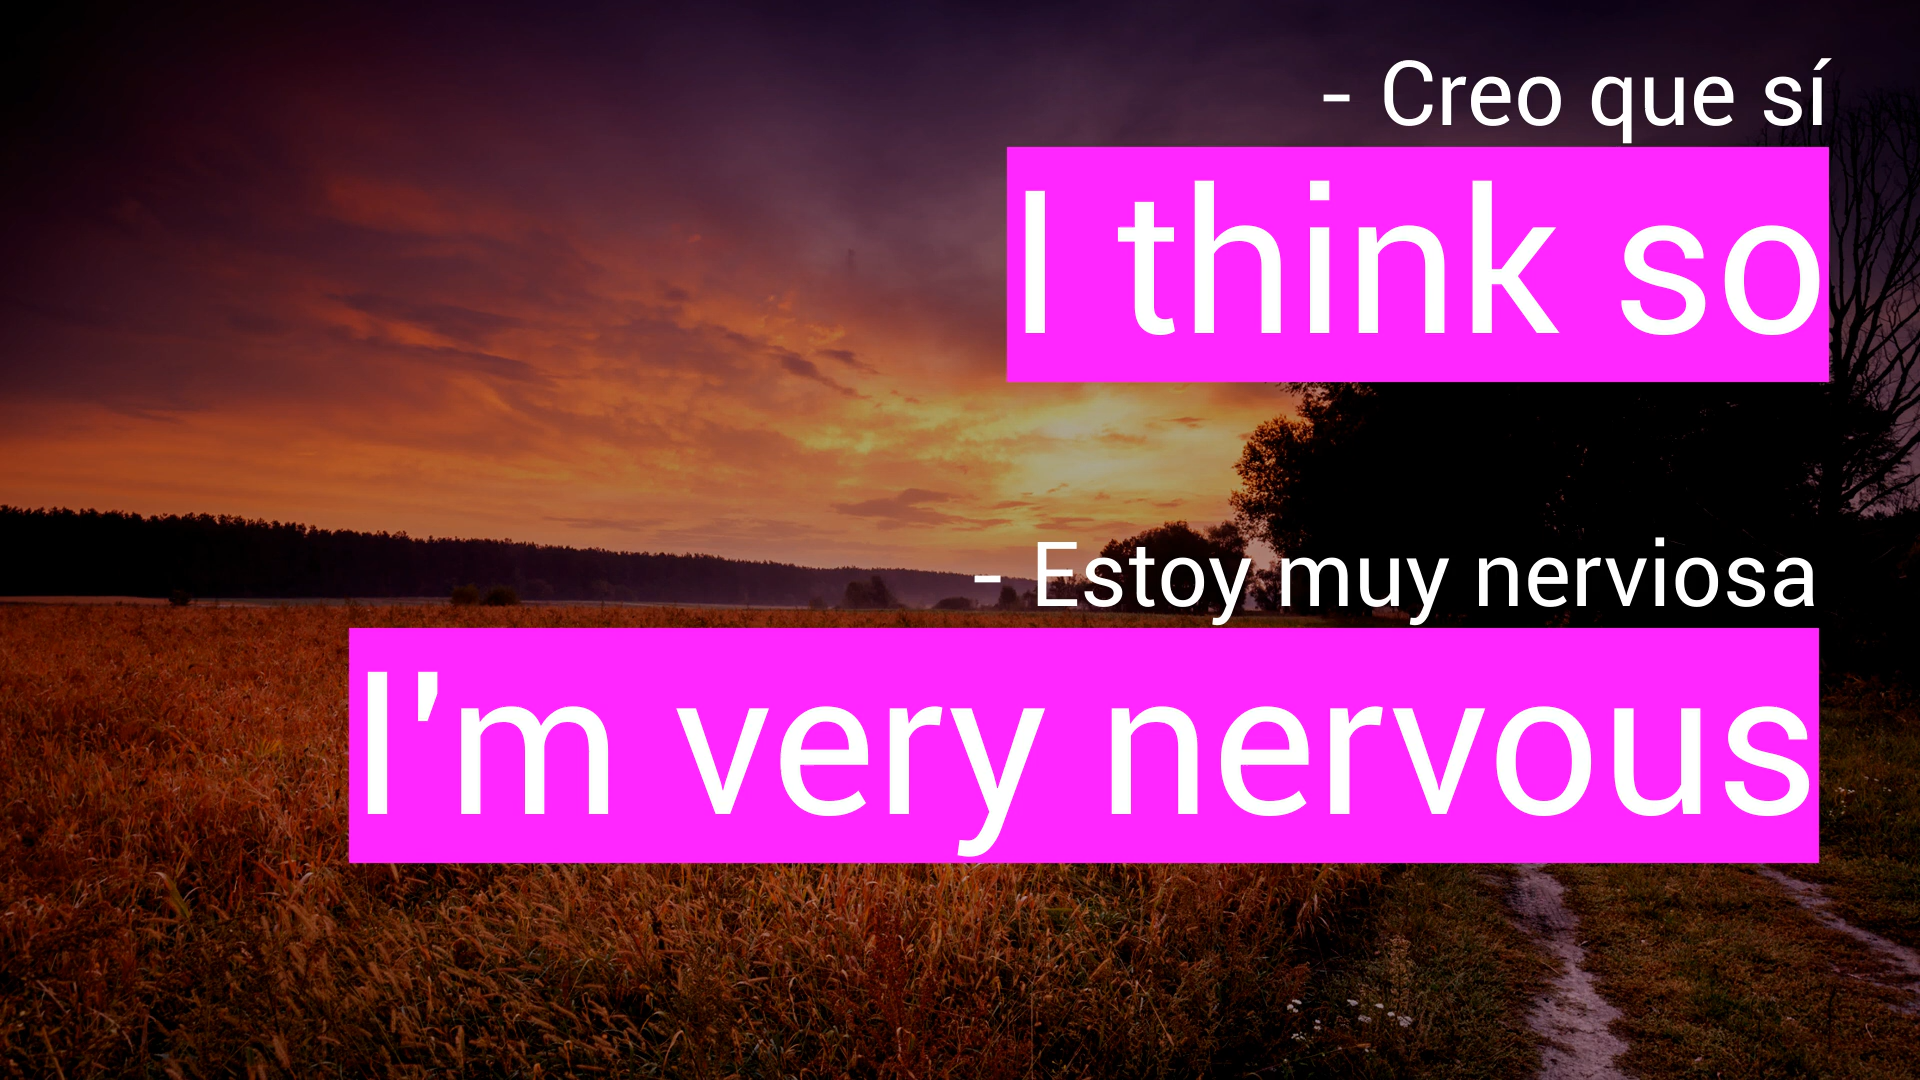 - Creo que sí
I think so
- Estoy muy nerviosa
I'm very nervous